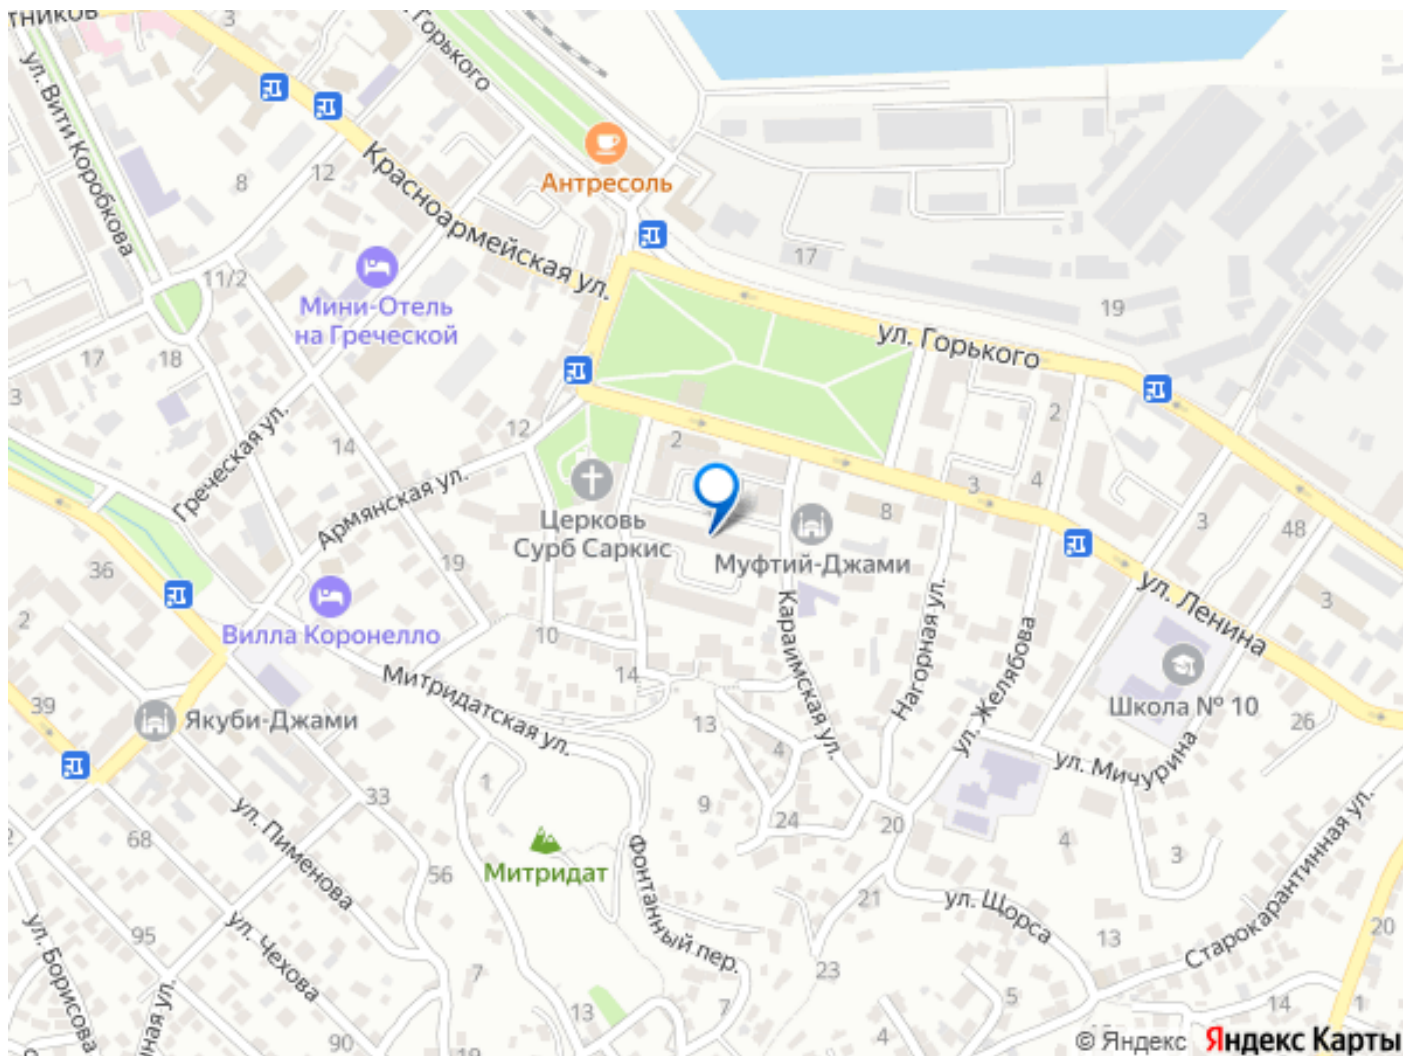 тников
3
Горького
ул. Вити Коробкова
8
12
Красноармейская ул.
Антресоль
17
19
11/2
Мини-Отель
на Греческой
ул. Горького
17
18
3
Греческая ул.
14
12
Армянская ул.
2
2
4
3
8
3
48
Церковь
Сурб Саркис
Муфтий-Джами
36
19
2
Вилла Коронелло
10
14
Караимская ул.
Нагорная ул.
ул. Желябова
ул. Ленина
3
Школа № 10
26
39
Якуби-Джами
Митридатская ул.
13
4
ул. Мичурина
1
33
9
24
20
4
3
68
ул. Пименова
Митридат
56
Фонтанный пер.
21
ул. Щорса
Старокарантинная ул.
20
ул. Борисова
95
ул. Чехова
13
7
23
13
7
5
4
14
1
90
19
ная ул.
© Яндекс Яндекс Карты